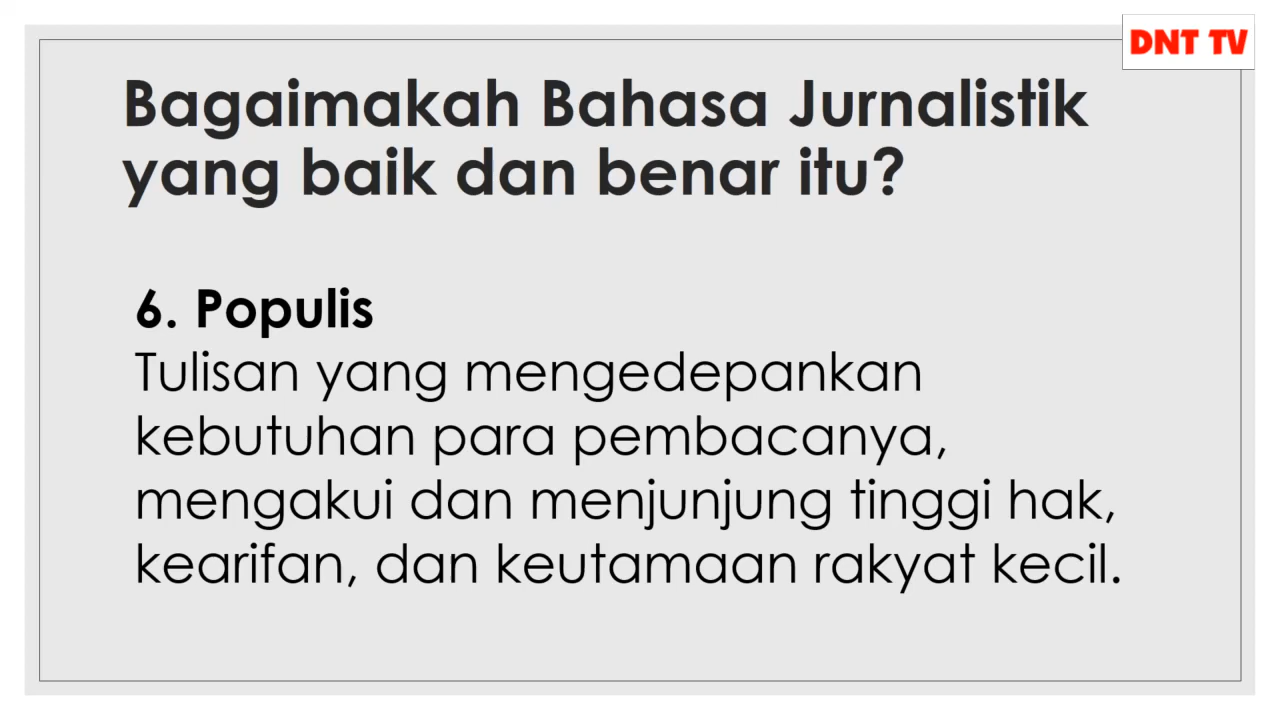 DNT TV
Bagaimakah Bahasa Jurnalistik
yang baik dan benar itu?
6. Populis
Tulisan yang mengedepankan
kebutuhan para pembacanya,
mengakui dan menjunjung tinggi hak,
kearifan, dan keutamaan rakyat kecil.